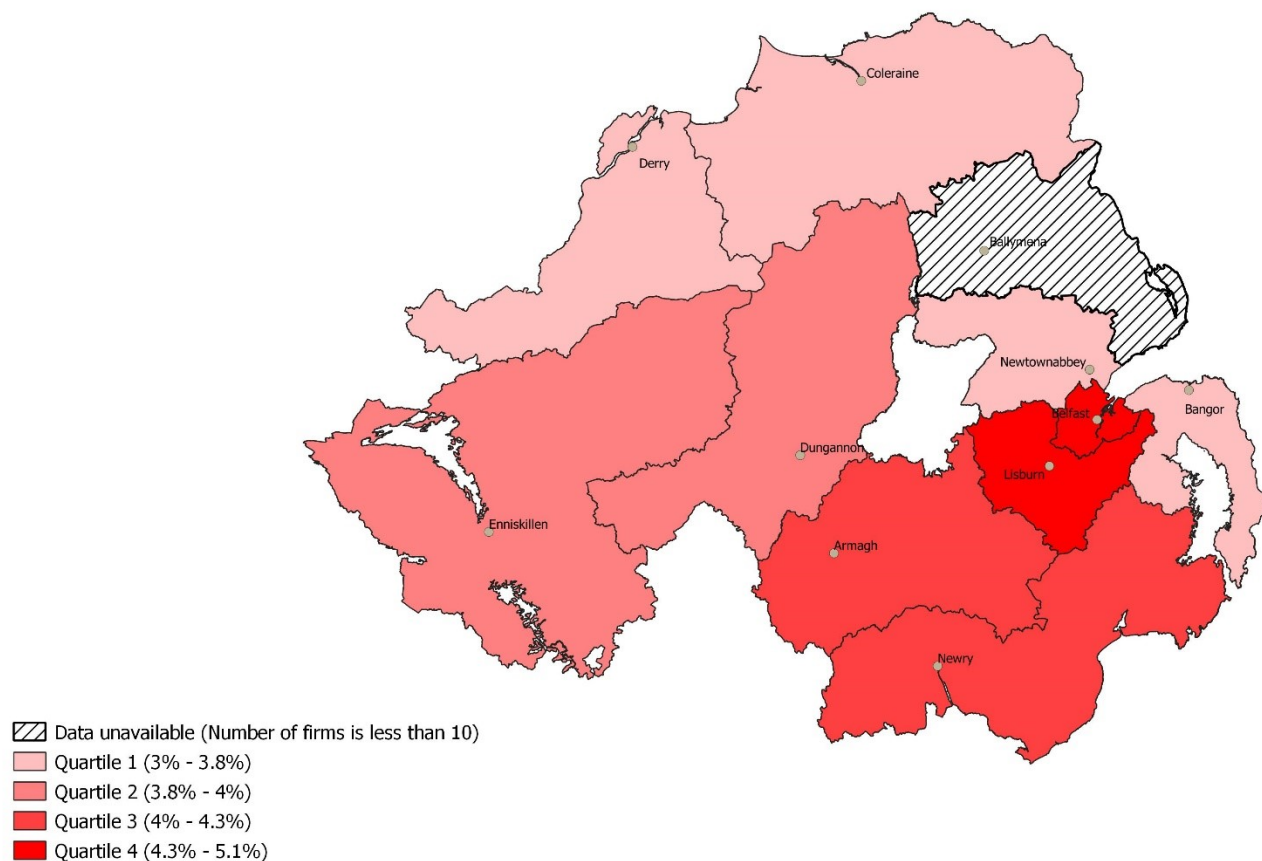 Coleraine
Derry
Ballymena
Newtownabbey
Bangor
Belfast
Dungannon
Lisburn
Enniskillen
Armagh
Newry
Data unavailable (Number of firms is less than 10)
Quartile 1 (3% - 3.8%)
Quartile 2 (3.8% - 4%)
Quartile 3 (4% - 4.3%)
Quartile 4 (4.3% - 5.1%)